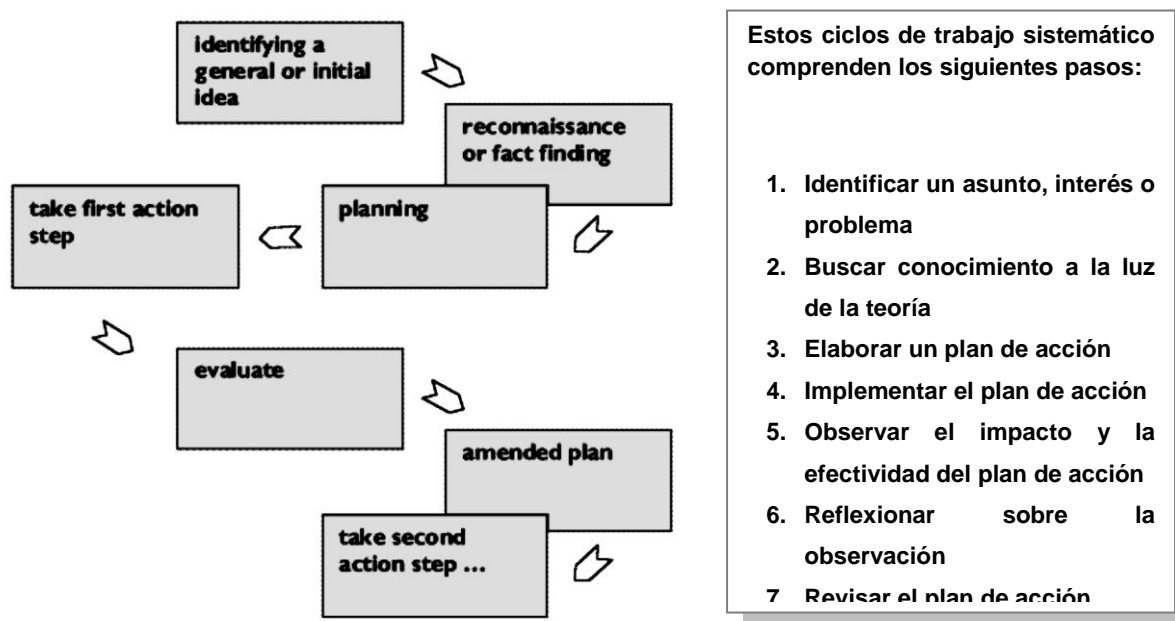 identifying a
general or initial
idea
reconnaissance
or fact finding
planning
take first action
step
evaluate
amended plan
take second
action step ...
Estos ciclos de trabajo sistemático
comprenden los siguientes pasos:
1. Identificar un asunto, interés o
problema
2. Buscar conocimiento a la luz
de la teoría
3. Elaborar un plan de acción
4. Implementar el plan de acción
5. Observar el impacto y la
efectividad del plan de acción
6. Reflexionar sobre la
observación
7. Revisar el plan de acción